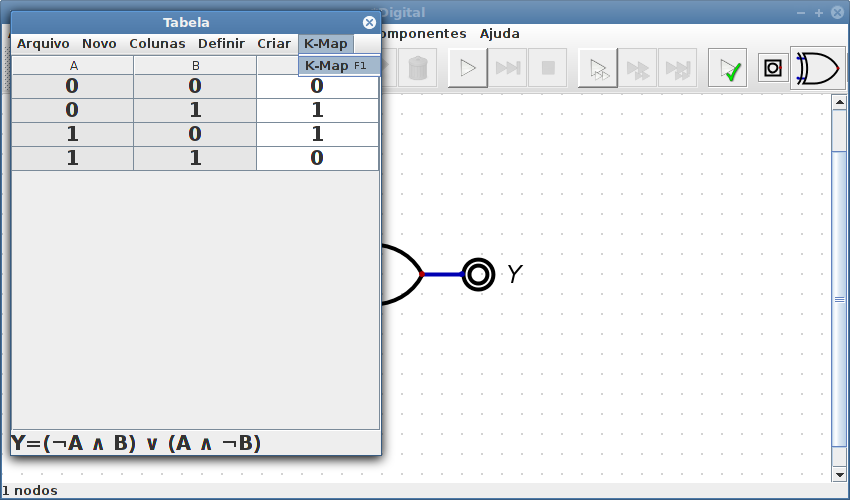 Digital
Tabela
Arquivo Novo Colunas Definir Criar K-Map
Ajuda
K-Map F1
A B
0 0 0
0 1 1
1 0 1
1 1 0
Y
Y=(¬A ∧ B) ∨ (A ∧ ¬B)
1 nodos